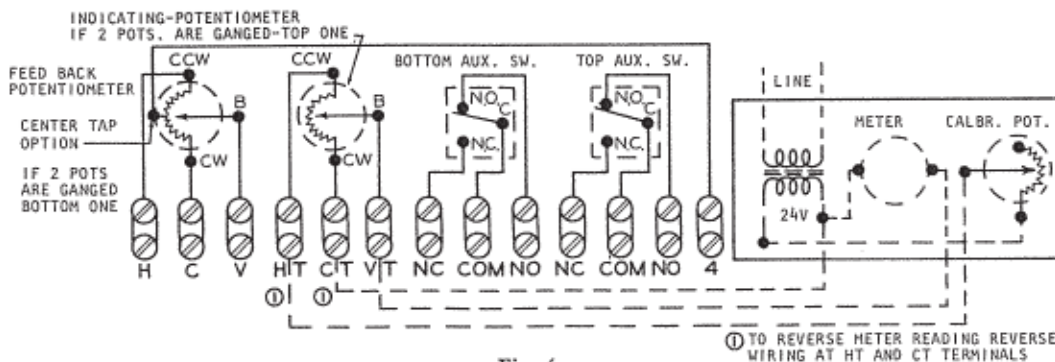 INDICATING-POTENTIOMETER
IF 2 POTS. ARE GANGED-TOP ONE
CCW
CCW
BOTTOM AUX. SW.
TOP AUX. SW.
FEED BACK
POTENTIOMETER
B
B
N.O.
C
N.O.
C
LINE
METER
CALBR. POT.
CENTER TAP
OPTION
CW
CW
N.C.
N.C.
IF 2 POTS
ARE GANGED
BOTTOM ONE
24V
H
C
V
HT
CT
VT
NC
COM
NO
NC
COM
NO
4
①
①
① TO REVERSE METER READING REVERSE
WIRING AT HT AND CT TERMINALS